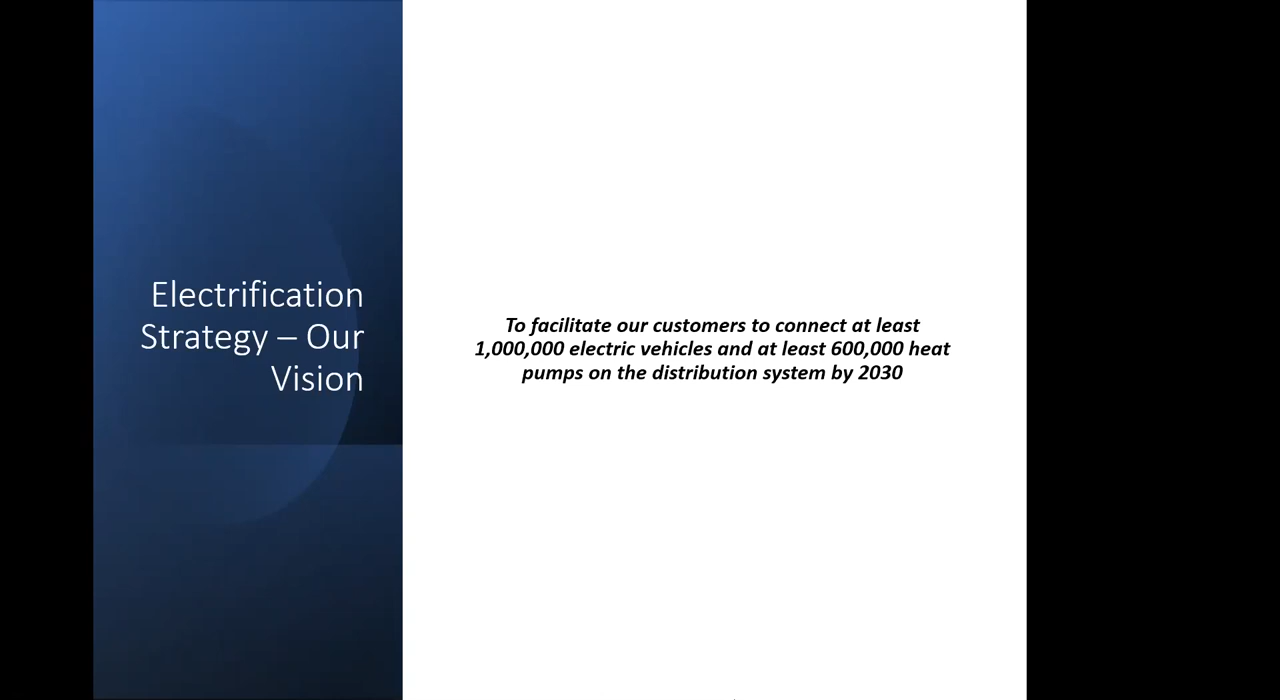 Electrification
Strategy – Our
Vision
To facilitate our customers to connect at least
1,000,000 electric vehicles and at least 600,000 heat
pumps on the distribution system by 2030